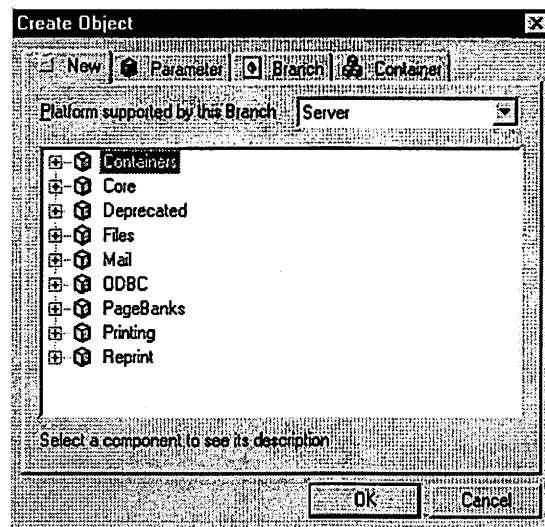 Create Object
New Parameter Branch Container
Platform supported by this Branch Server
Containers
Core
Deprecated
Files
Mail
ODBC
PageBanks
Printing
Reprint
Select a component to see its description
OK Cancel